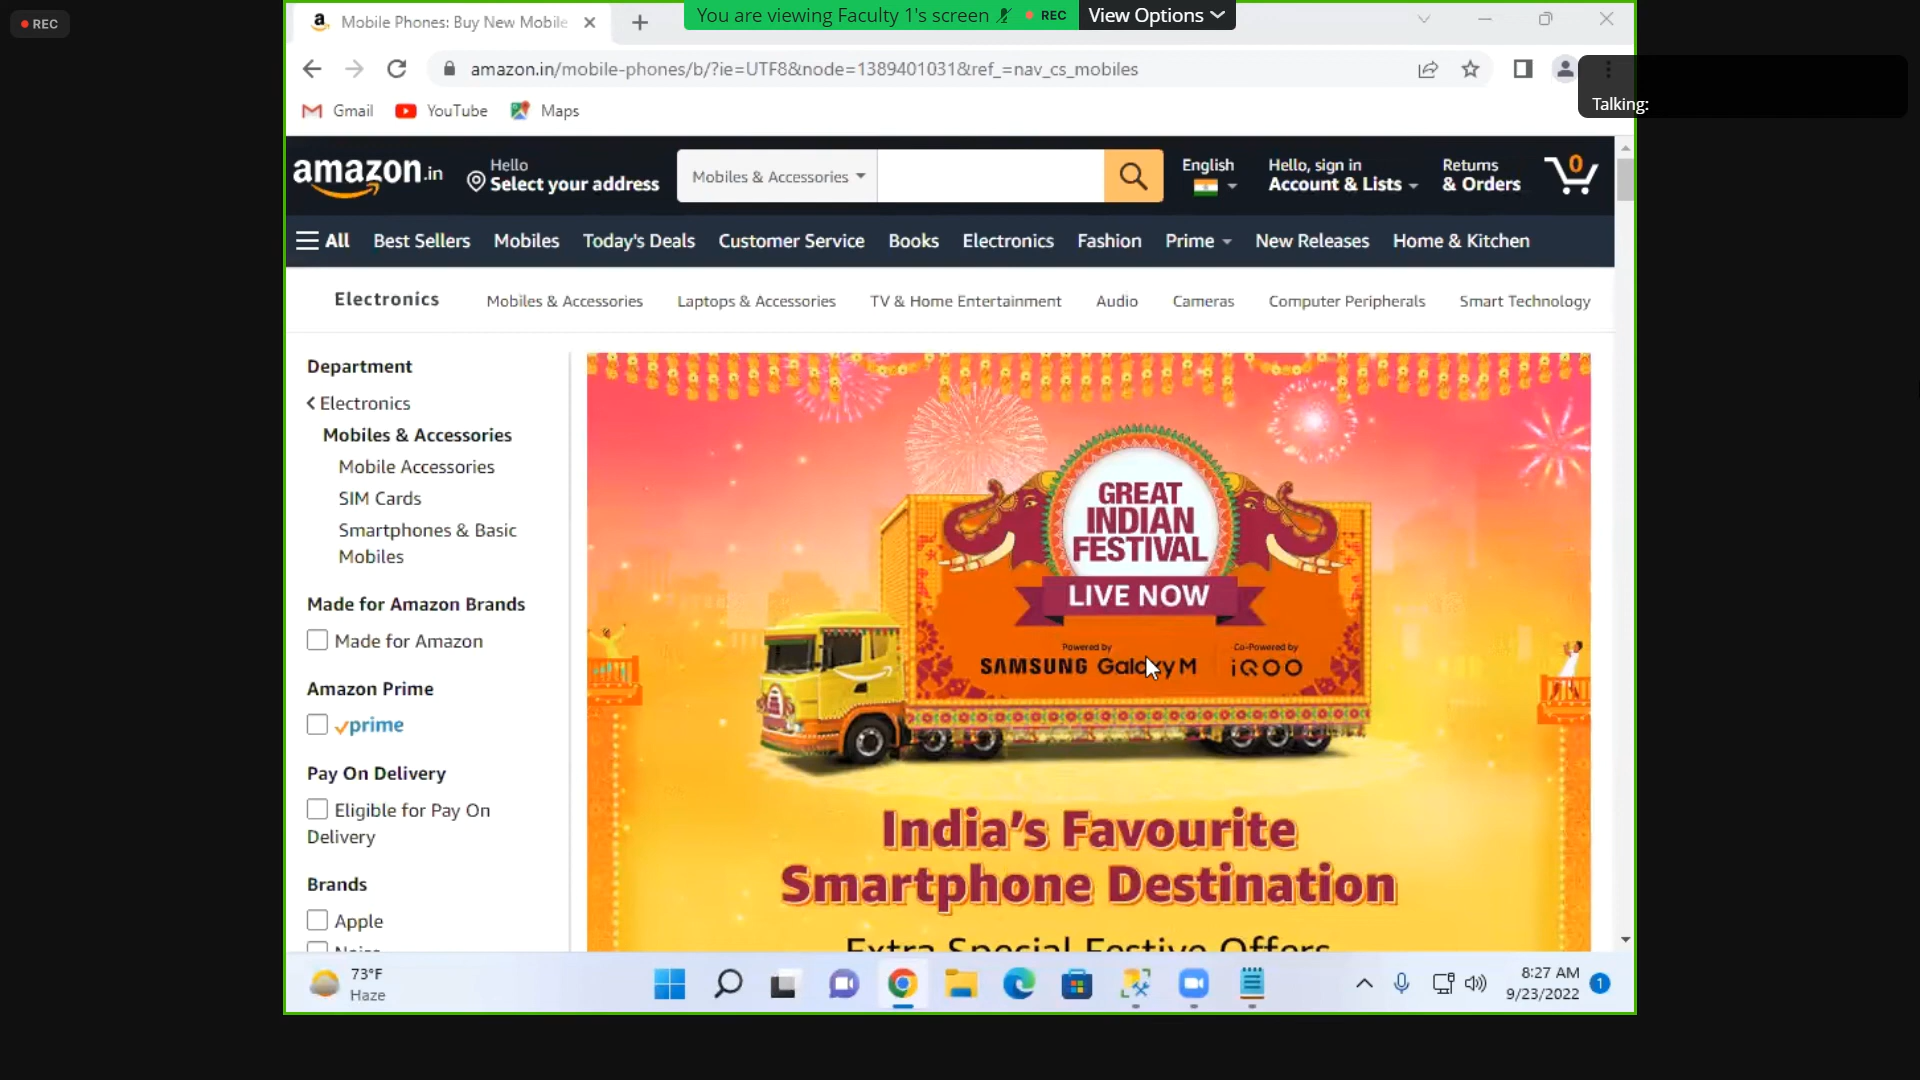 REC
Mobile Phones: Buy New Mobile
You are viewing Faculty 1's screen
REC
View Options
amazon.in/mobile-phones/b/?ie=UTF8&node=1389401031&ref_=nav_cs_mobiles
Talking:
Gmail
YouTube
Maps
amazon.in
Hello
Select your address
Mobiles & Accessories
English
Hello, sign in
Account & Lists
Returns
& Orders
0
All
Best Sellers
Mobiles
Today's Deals
Customer Service
Books
Electronics
Fashion
Prime
New Releases
Home & Kitchen
Electronics
Mobiles & Accessories
Laptops & Accessories
TV & Home Entertainment
Audio
Cameras
Computer Peripherals
Smart Technology
Department
Electronics
Mobiles & Accessories
Mobile Accessories
SIM Cards
Smartphones & Basic
Mobiles
Made for Amazon Brands
Made for Amazon
Amazon Prime
prime
Pay On Delivery
Eligible for Pay On
Delivery
Brands
Apple
GREAT
INDIAN
FESTIVAL
LIVE NOW
Powered by
SAMSUNG Galaxy M
Co-Powered by
iQOO
India's Favourite
Smartphone Destination
Extra Special Festive Offers
73°F
Haze
8:27 AM
9/23/2022
1